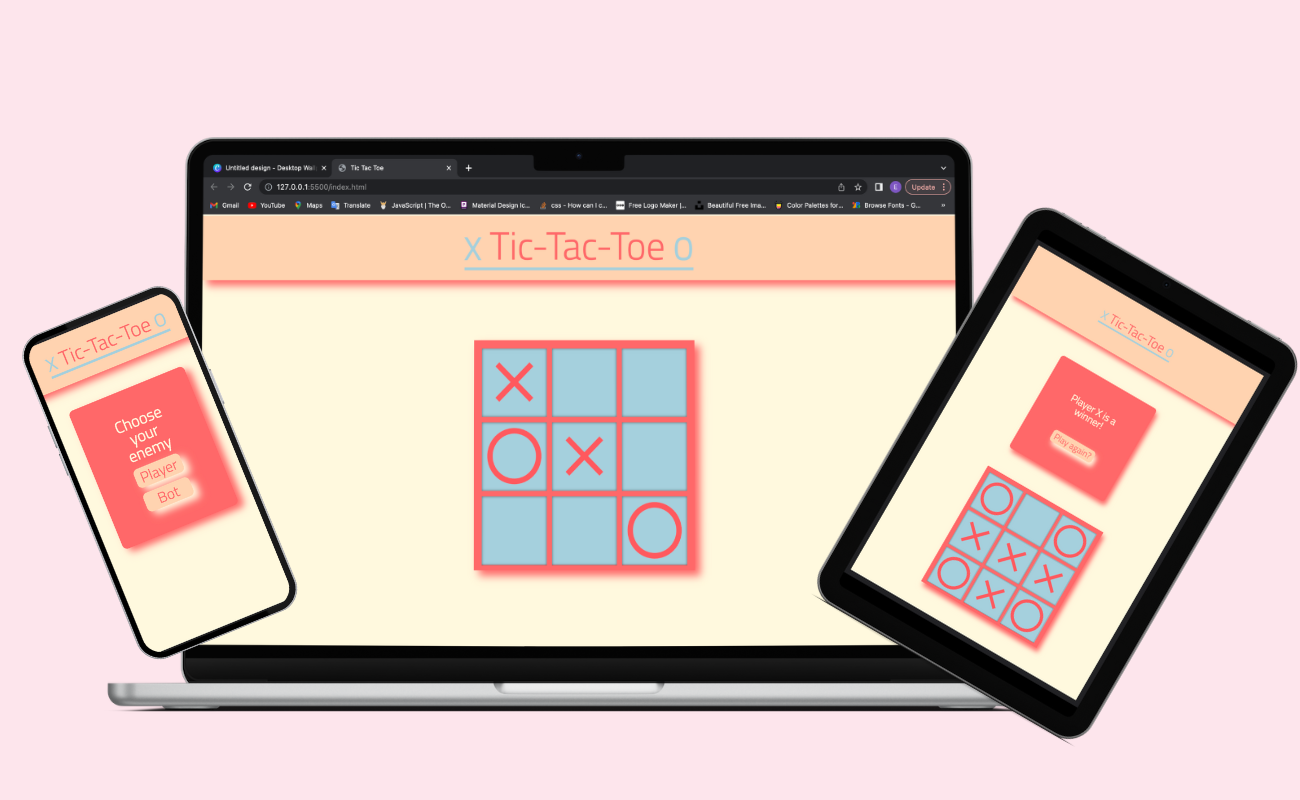 Untitled design - Desktop Wal
Tic Tac Toe
127.0.0.1:5500/index.html
Update
Gmail
YouTube
Maps
Translate
JavaScript | The O...
Material Design Ic...
css - How can I c...
Free Logo Maker |...
Beautiful Free Ima...
Color Palettes for...
Browse Fonts - G...
»
X Tic-Tac-Toe O
X
O X
O
X Tic-Tac-Toe O
Choose
your
enemy
Player
Bot
X Tic-Tac-Toe O
Player X is a
winner!
Play again?
O O
X X X
O X O